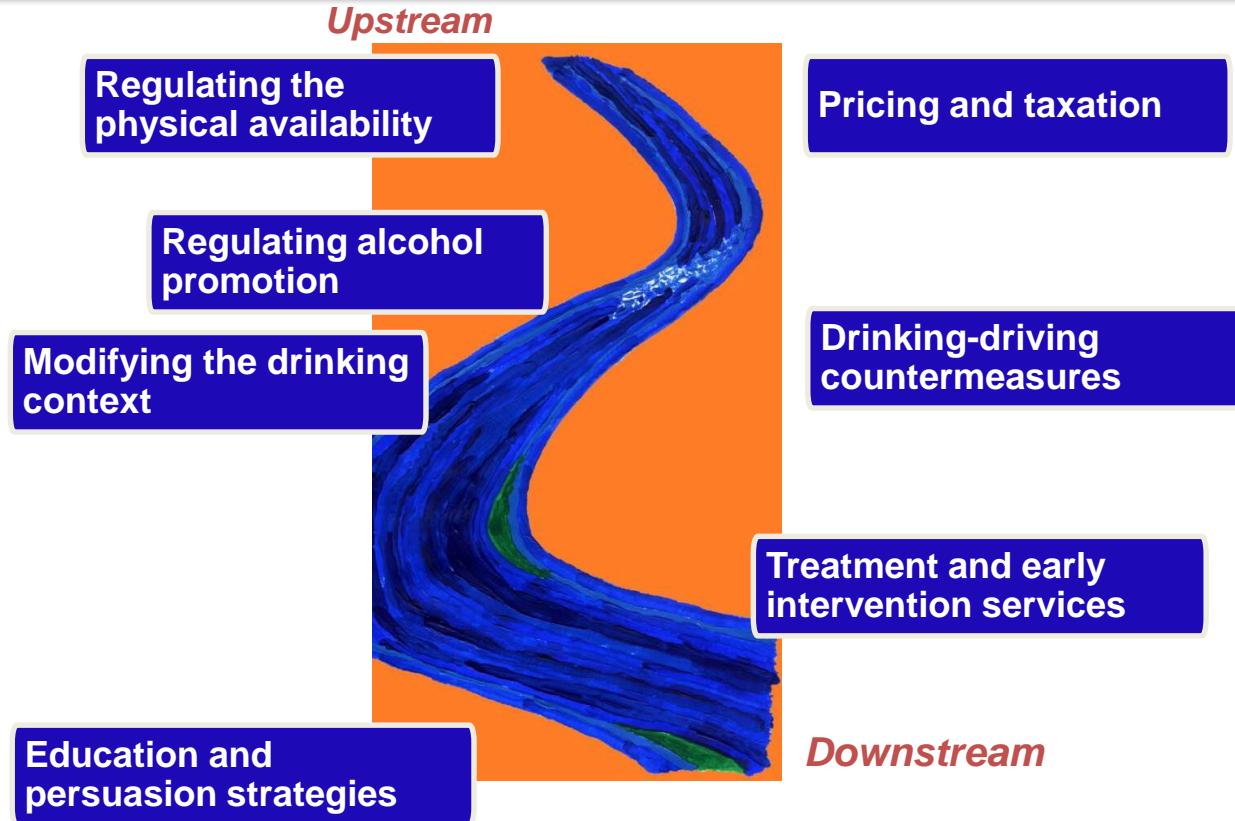 Upstream
Regulating the
physical availability
Pricing and taxation
Regulating alcohol
promotion
Drinking-driving
countermeasures
Modifying the drinking
context
Treatment and early
intervention services
Education and
persuasion strategies
Downstream